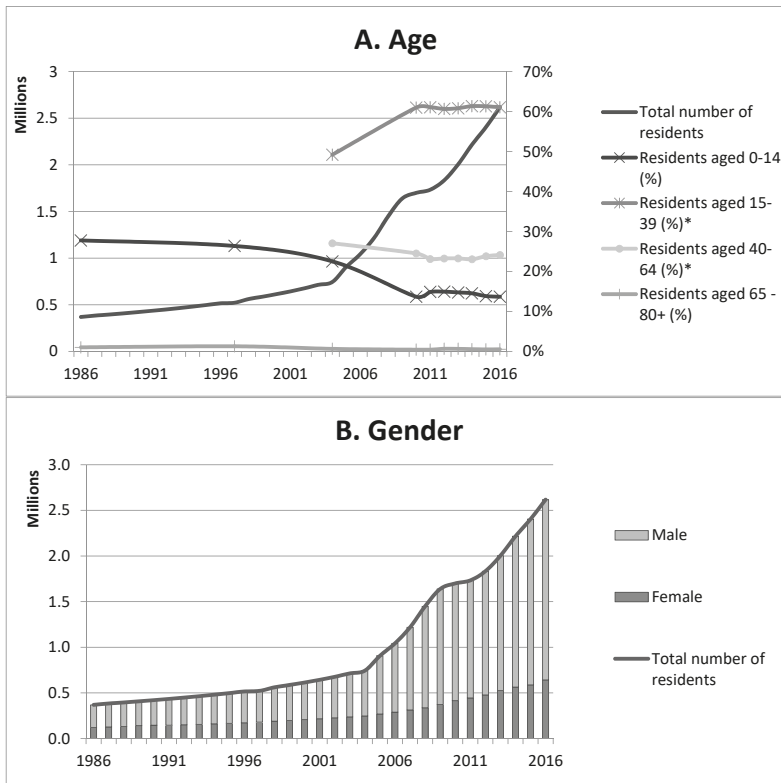 A. Age
Millions
3
2.5
2
1.5
1
0.5
0
70%
60%
50%
40%
30%
20%
10%
0%
1986 1991 1996 2001 2006 2011 2016
Total number of
residents
Residents aged 0-14
(%)
Residents aged 15-
39 (%)*
Residents aged 40-
64 (%)*
Residents aged 65 -
80+ (%)
B. Gender
Millions
3.0
2.5
2.0
1.5
1.0
0.5
0.0
1986 1991 1996 2001 2006 2011 2016
Male
Female
Total number of
residents